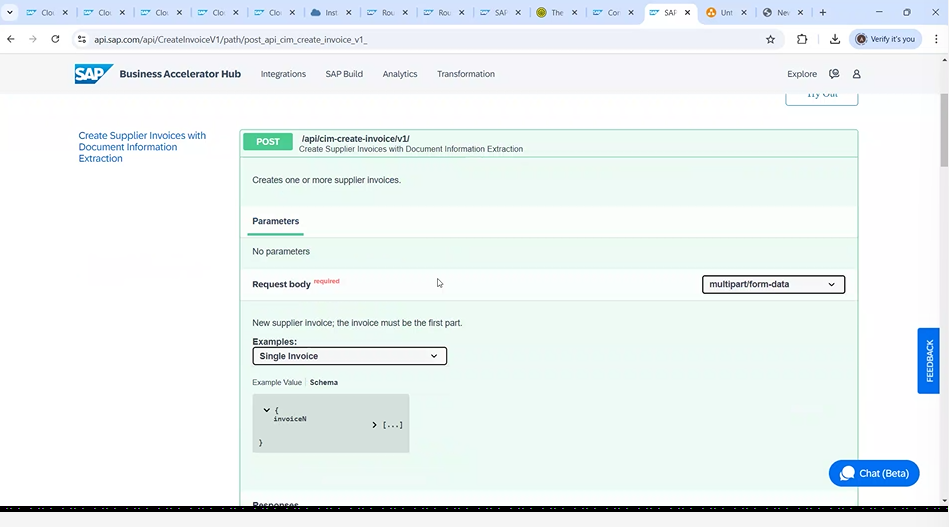 Clo
Clo
Clo
Clo
Clo
Inst
Rou
Rou
SAP
The
Cor
SAP
Unt
Nev
api.sap.com/api/CreateInvoiceV1/path/post_api_cim_create_invoice_v1_
Verify it's you
SAP
Business Accelerator Hub
Integrations
SAP Build
Analytics
Transformation
Explore
Try Out
Create Supplier Invoices with
Document Information
Extraction
POST
/api/cim-create-invoice/v1/
Create Supplier Invoices with Document Information Extraction
Creates one or more supplier invoices.
Parameters
No parameters
Request body required
multipart/form-data
New supplier invoice; the invoice must be the first part.
Examples:
Single Invoice
Example Value
Schema
{
invoiceN
[...]
}
Responses
FEEDBACK
Chat (Beta)